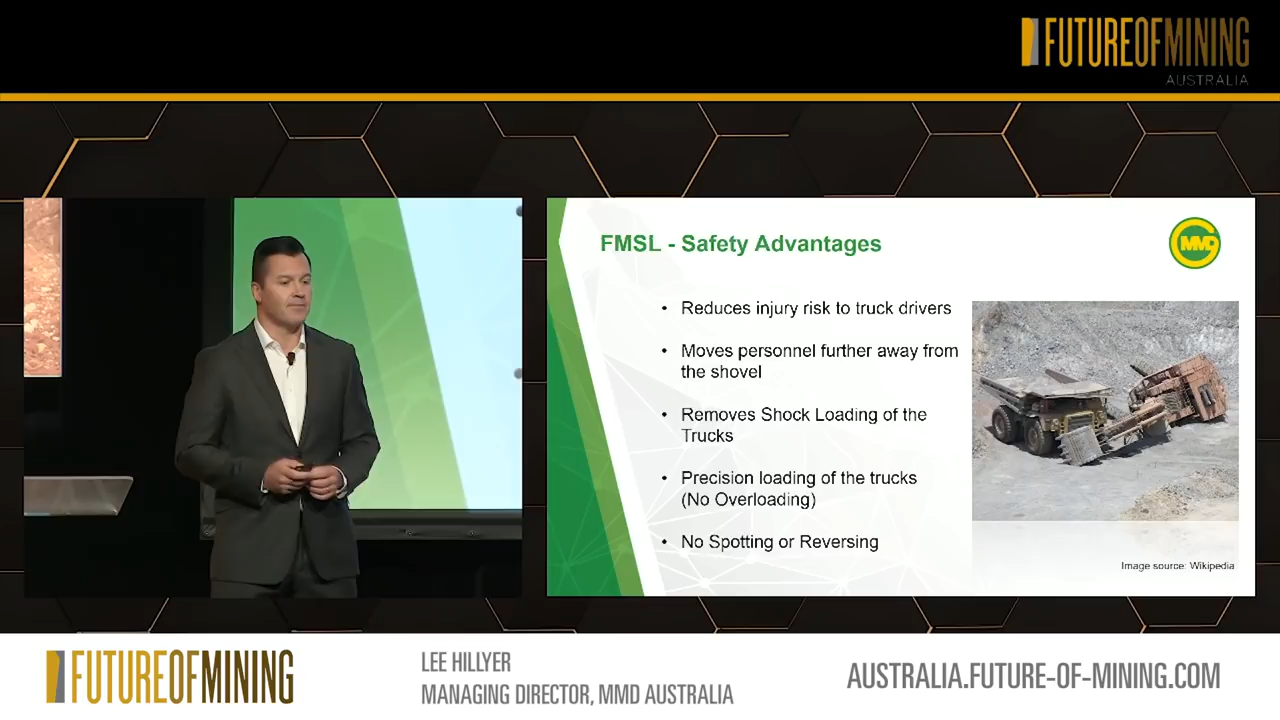 FUTUREOFMINING
AUSTRALIA
FMSL - Safety Advantages
MMD
• Reduces injury risk to truck drivers
• Moves personnel further away from
the shovel
• Removes Shock Loading of the
Trucks
• Precision loading of the trucks
(No Overloading)
• No Spotting or Reversing
Image source: Wikipedia
FUTUREOFMINING
LEE HILLYER
MANAGING DIRECTOR, MMD AUSTRALIA
AUSTRALIA.FUTURE-OF-MINING.COM